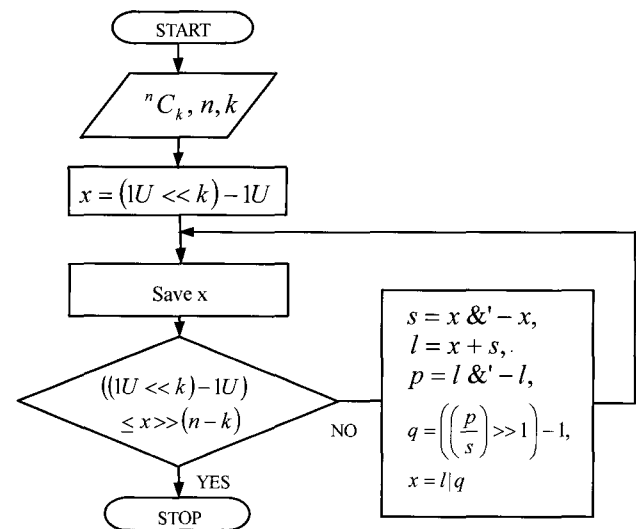 START
ⁿCₖ, n, k
x = (1U << k) − 1U
Save x
((1U << k) − 1U)
≤ x >> (n − k)
NO
YES
STOP
s = x &' − x,
l = x + s,.
p = l &' − l,
q = (((p/s) >> 1) − 1,
x = l|q